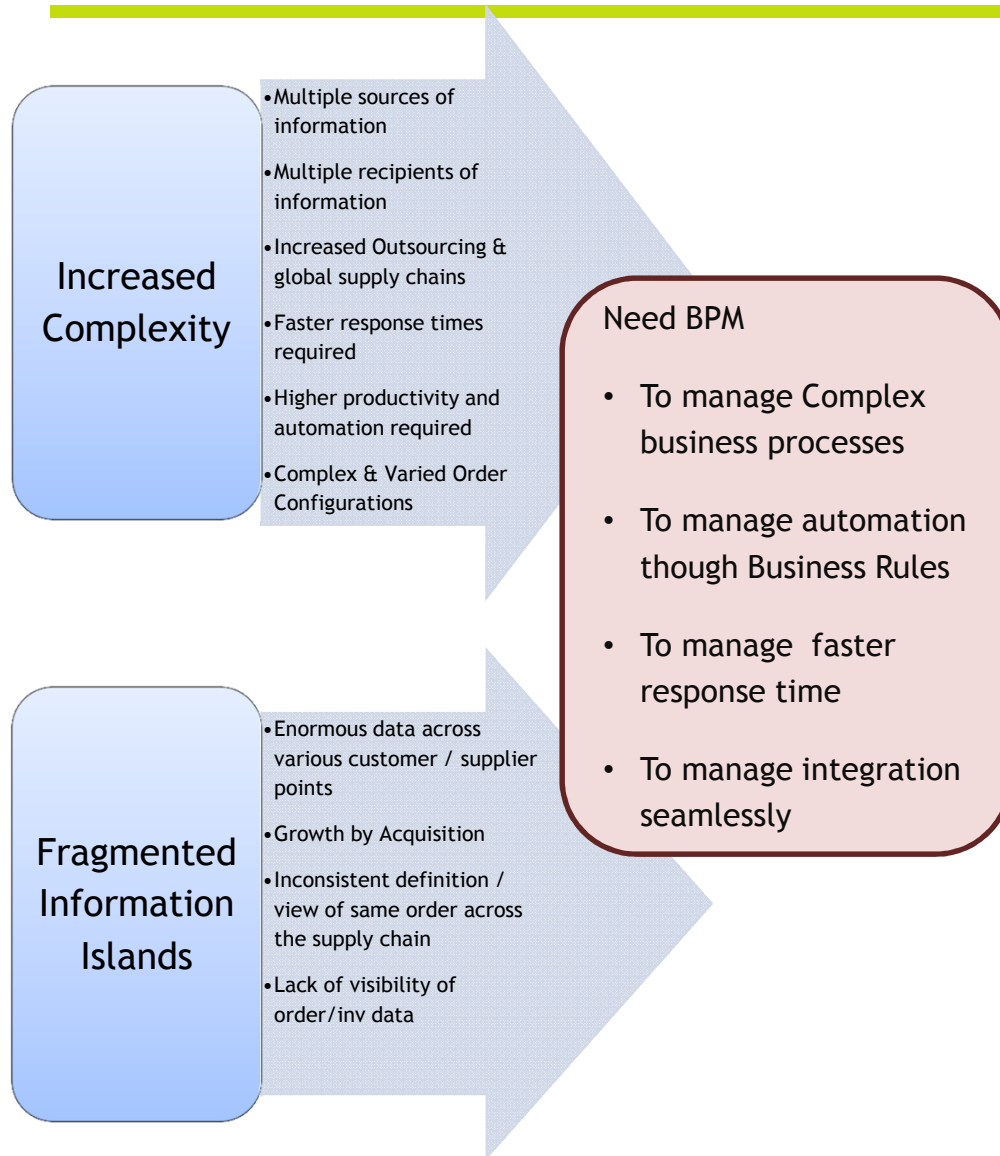 Increased
Complexity
•Multiple sources of
information
•Multiple recipients of
information
•Increased Outsourcing &
global supply chains
•Faster response times
required
•Higher productivity and
automation required
•Complex & Varied Order
Configurations
Fragmented
Information
Islands
•Enormous data across
various customer / supplier
points
•Growth by Acquisition
•Inconsistent definition /
view of same order across
the supply chain
•Lack of visibility of
order/inv data
Need BPM
• To manage Complex
business processes
• To manage automation
though Business Rules
• To manage  faster
response time
• To manage integration
seamlessly